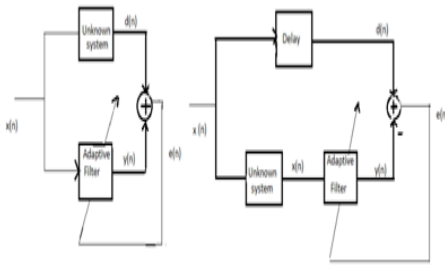 Unknown
system
d(n)
x(n)
Adaptive
Filter
y(n)
e(n)
+
Delay
d(n)
x (n)
Unknown
system
x(n)
Adaptive
Filter
y(n)
+
-